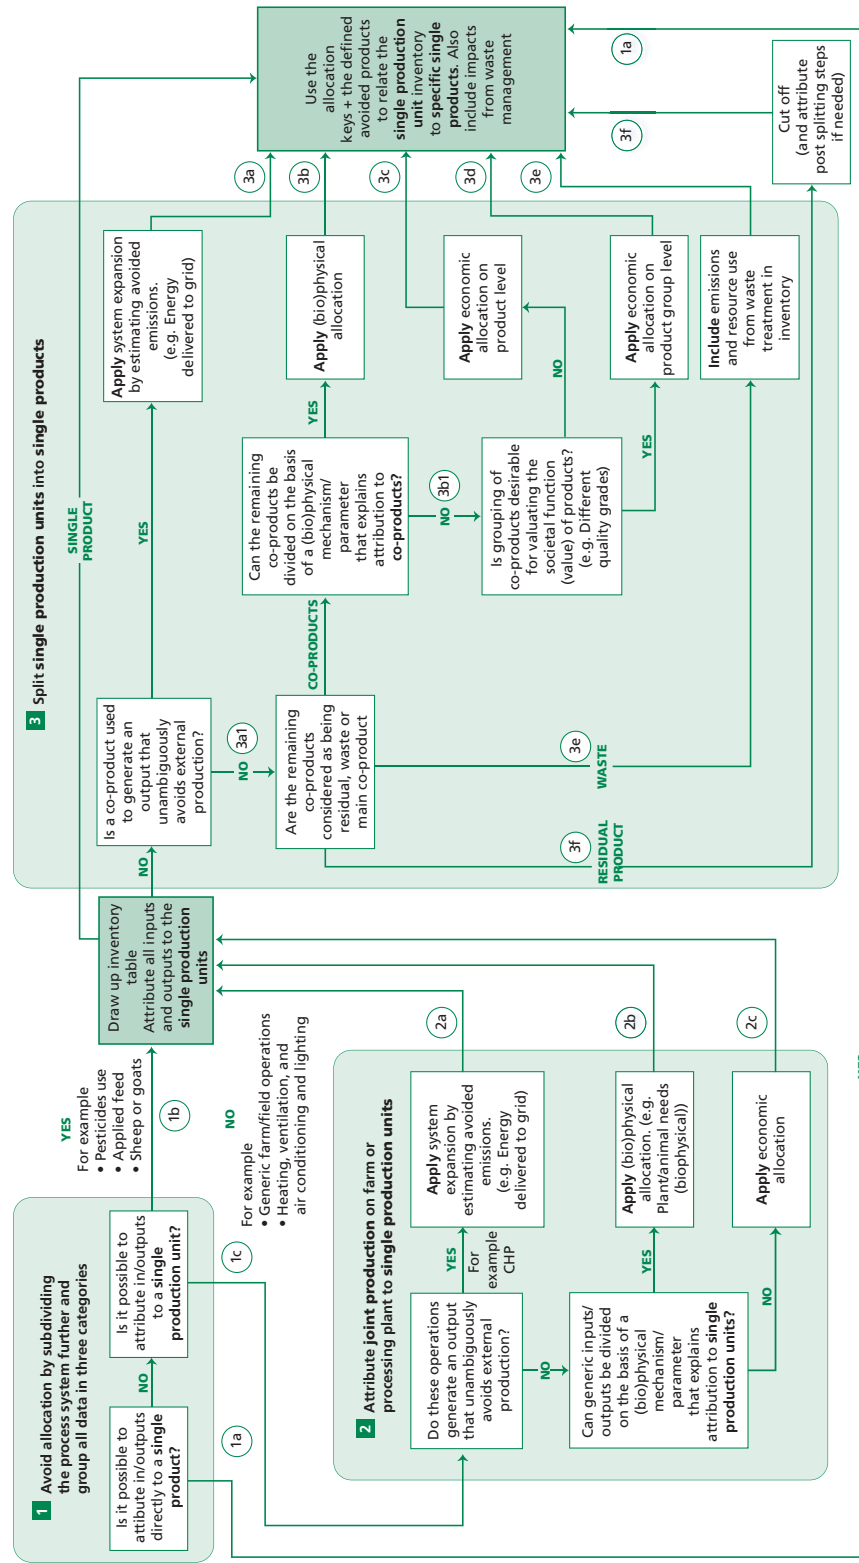 1 Avoid allocation by subdividing
the process system further and
group all data in three categories
Is it possible to
attibute in/outputs
directly to a single
product?
NO
Is it possible to
attribute in/outputs
to a single
production unit?
1a
1c
1b
YES
For example
• Pesticides use
• Applied feed
• Sheep or goats
NO
For example
• Generic farm/field operations
• Heating, ventilation, and
air conditioning and lighting
2 Attribute joint production on farm or
processing plant to single production units
Do these operations
generate an output
that unambiguously
avoids external
production?
YES
For
example
CHP
Apply system
expansion by
estimating avoided
emissions.
(e.g. Energy
delivered to grid)
2a
NO
Can generic inputs/
outputs be divided
on the basis of a
(bio)physical
mechanism/
parameter
that explains
attribution to single
production units?
YES
Apply (bio)physical
allocation. (e.g.
Plant/animal needs
(biophysical))
2b
NO
Apply economic
allocation
2c
Draw up inventory
table
Attribute all inputs
and outputs to the
single production
units
SINGLE
PRODUCT
NO
3 Split single production units into single products
Is a co-product used
to generate an
output that
unambiguously
avoids external
production?
YES
Apply system expansion
by estimating avoided
emissions.
(e.g. Energy
delivered to grid)
3a
NO
3a1
Are the remaining
co-products
considered as being
residual, waste or
main co-product
CO-PRODUCTS
Can the remaining
co-products be
divided on the basis
of a (bio)physical
mechanism/
parameter
that explains
attribution to
co-products?
YES
Apply (bio)physical
allocation
3b
NO
3b1
Is grouping of
co-products desirable
for valuating the
societal function
(value) of products?
(e.g. Different
quality grades)
NO
Apply economic
allocation on
product level
3c
YES
Apply economic
allocation on
product group level
3d
3e
WASTE
Include emissions
and resource use
from waste
treatment in
inventory
3e
3f
RESIDUAL
PRODUCT
Cut off
(and attribute
post splitting steps
if needed)
3f
1a
Use the
allocation
keys + the defined
avoided products
to relate the
single production
unit inventory
to specific single
products. Also
include impacts
from waste
management